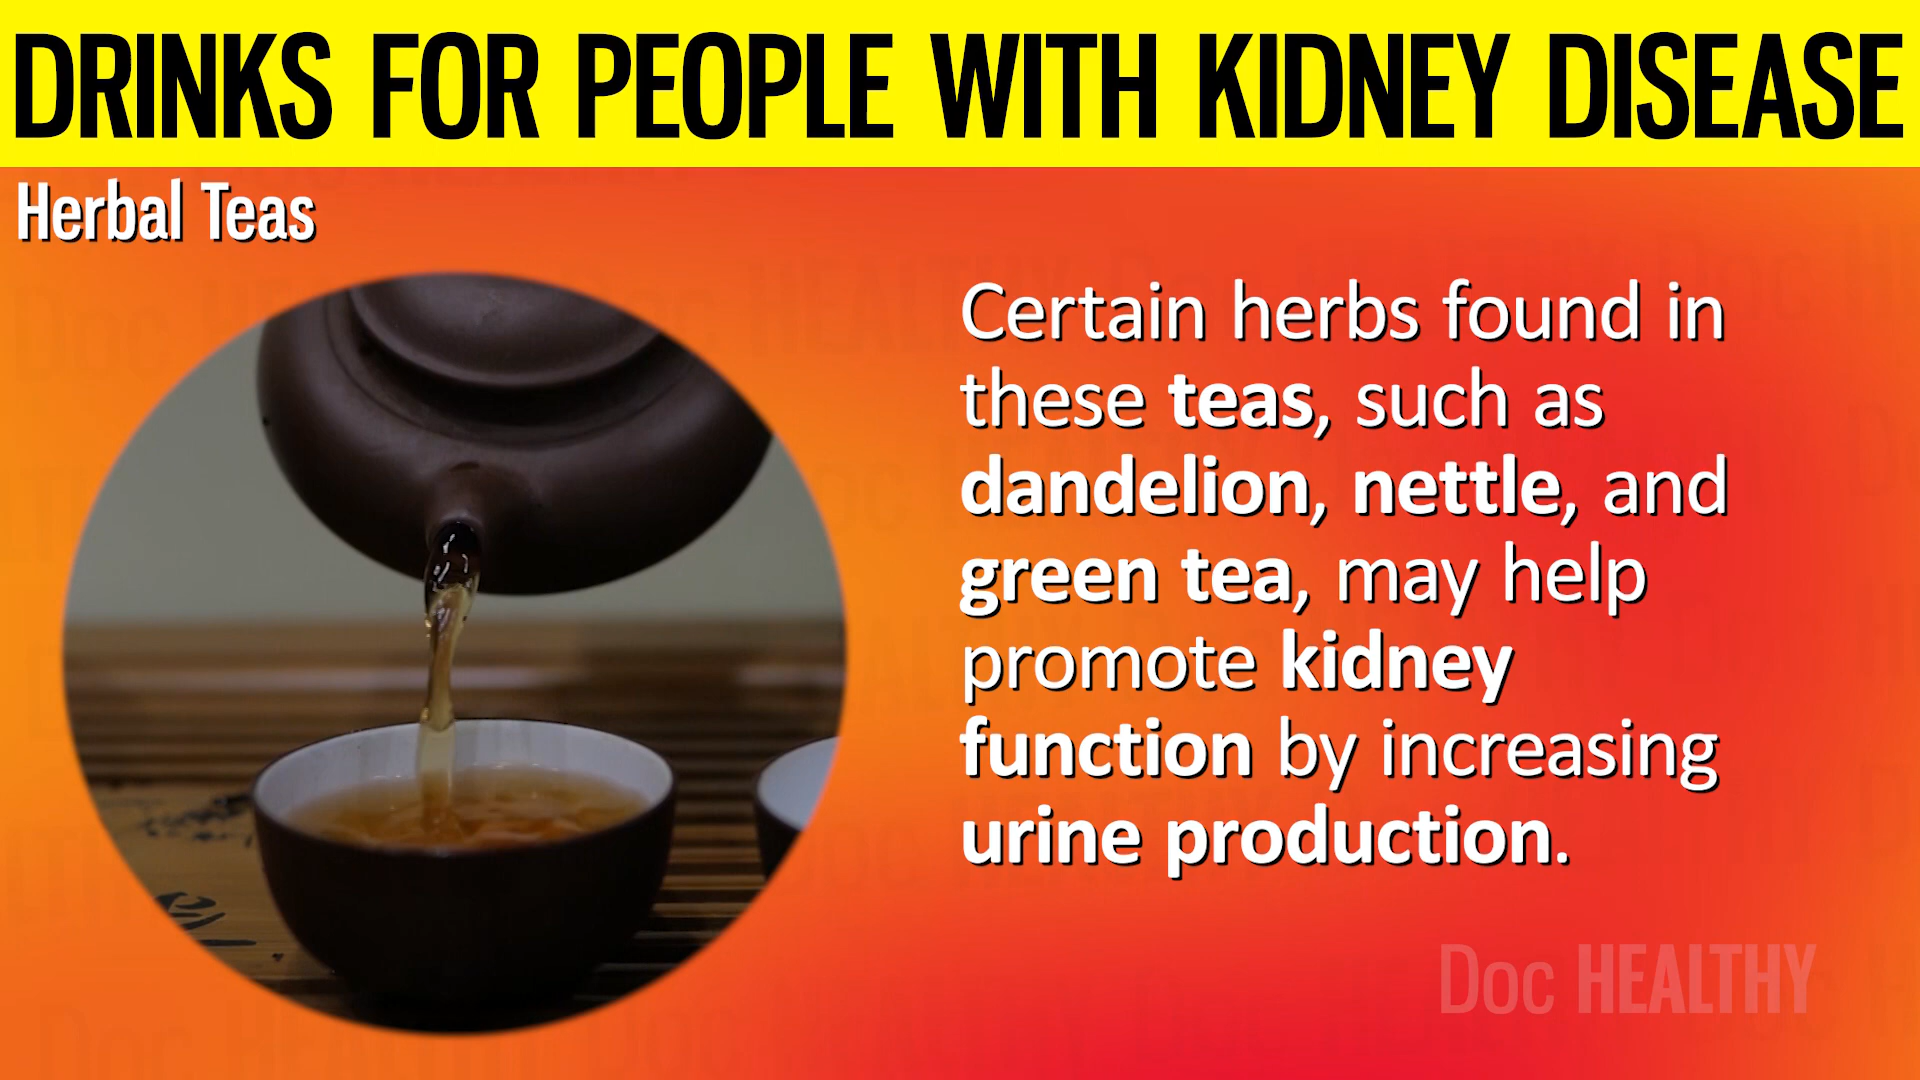 DRINKS FOR PEOPLE WITH KIDNEY DISEASE
Herbal Teas
Certain herbs found in
these teas, such as
dandelion, nettle, and
green tea, may help
promote kidney
function by increasing
urine production.
Doc HEALTHY